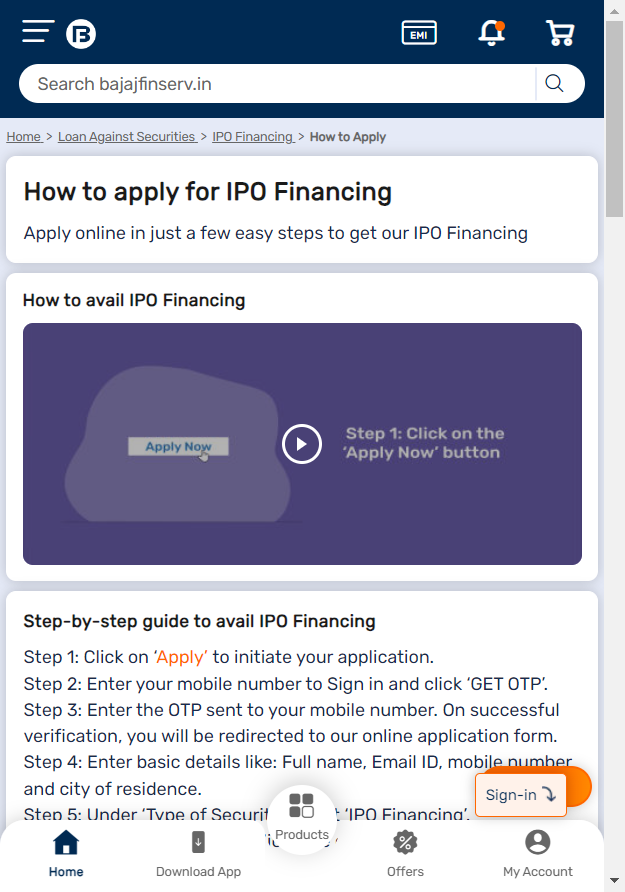 EMI
Search bajajfinserv.in
Home > Loan Against Securities > IPO Financing > How to Apply
How to apply for IPO Financing
Apply online in just a few easy steps to get our IPO Financing
How to avail IPO Financing
Apply Now
Step 1: Click on the
'Apply Now' button
Step-by-step guide to avail IPO Financing
Step 1: Click on ‘Apply’ to initiate your application.
Step 2: Enter your mobile number to Sign in and click ‘GET OTP’.
Step 3: Enter the OTP sent to your mobile number. On successful
verification, you will be redirected to our online application form.
Step 4: Enter basic details like: Full name, Email ID, mobile number
and city of residence.
Step 5: Under ‘Type of Securit ‘IPO Financing’.
Sign-in
Home
Download App
Products
Offers
My Account